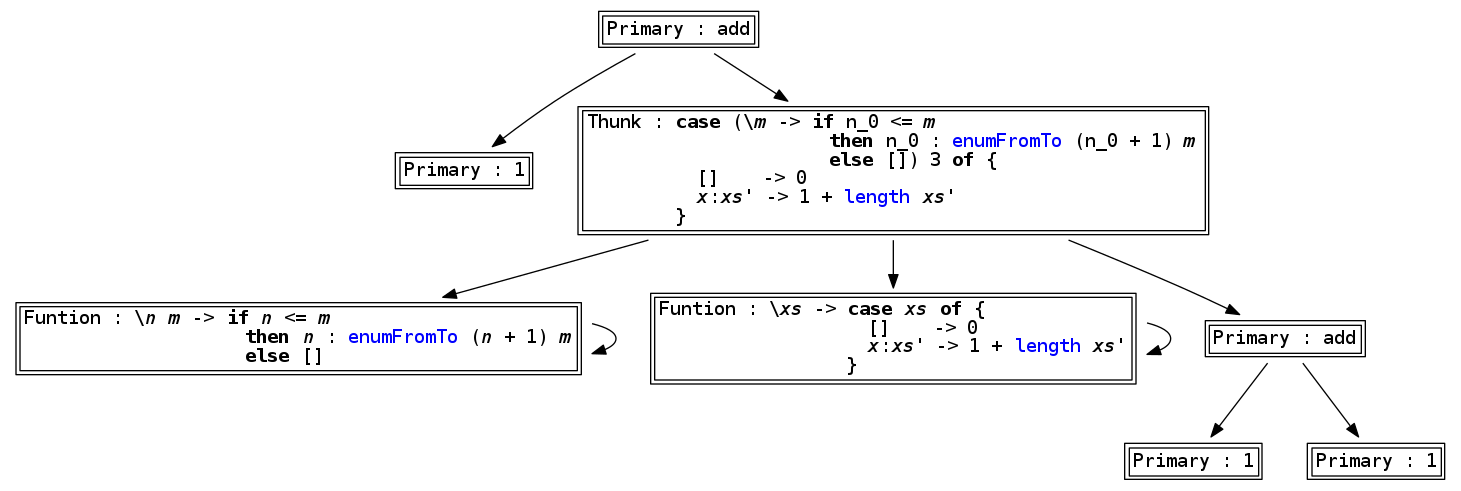 Primary : add
Primary : 1
Thunk : case (\m -> if n_0 <= m
then n_0 : enumFromTo (n_0 + 1) m
else []) 3 of {
[]    -> 0
x:xs' -> 1 + length xs'
}
Funtion : \n m -> if n <= m
then n : enumFromTo (n + 1) m
else []
Funtion : \xs -> case xs of {
[]    -> 0
x:xs' -> 1 + length xs'
}
Primary : add
Primary : 1
Primary : 1